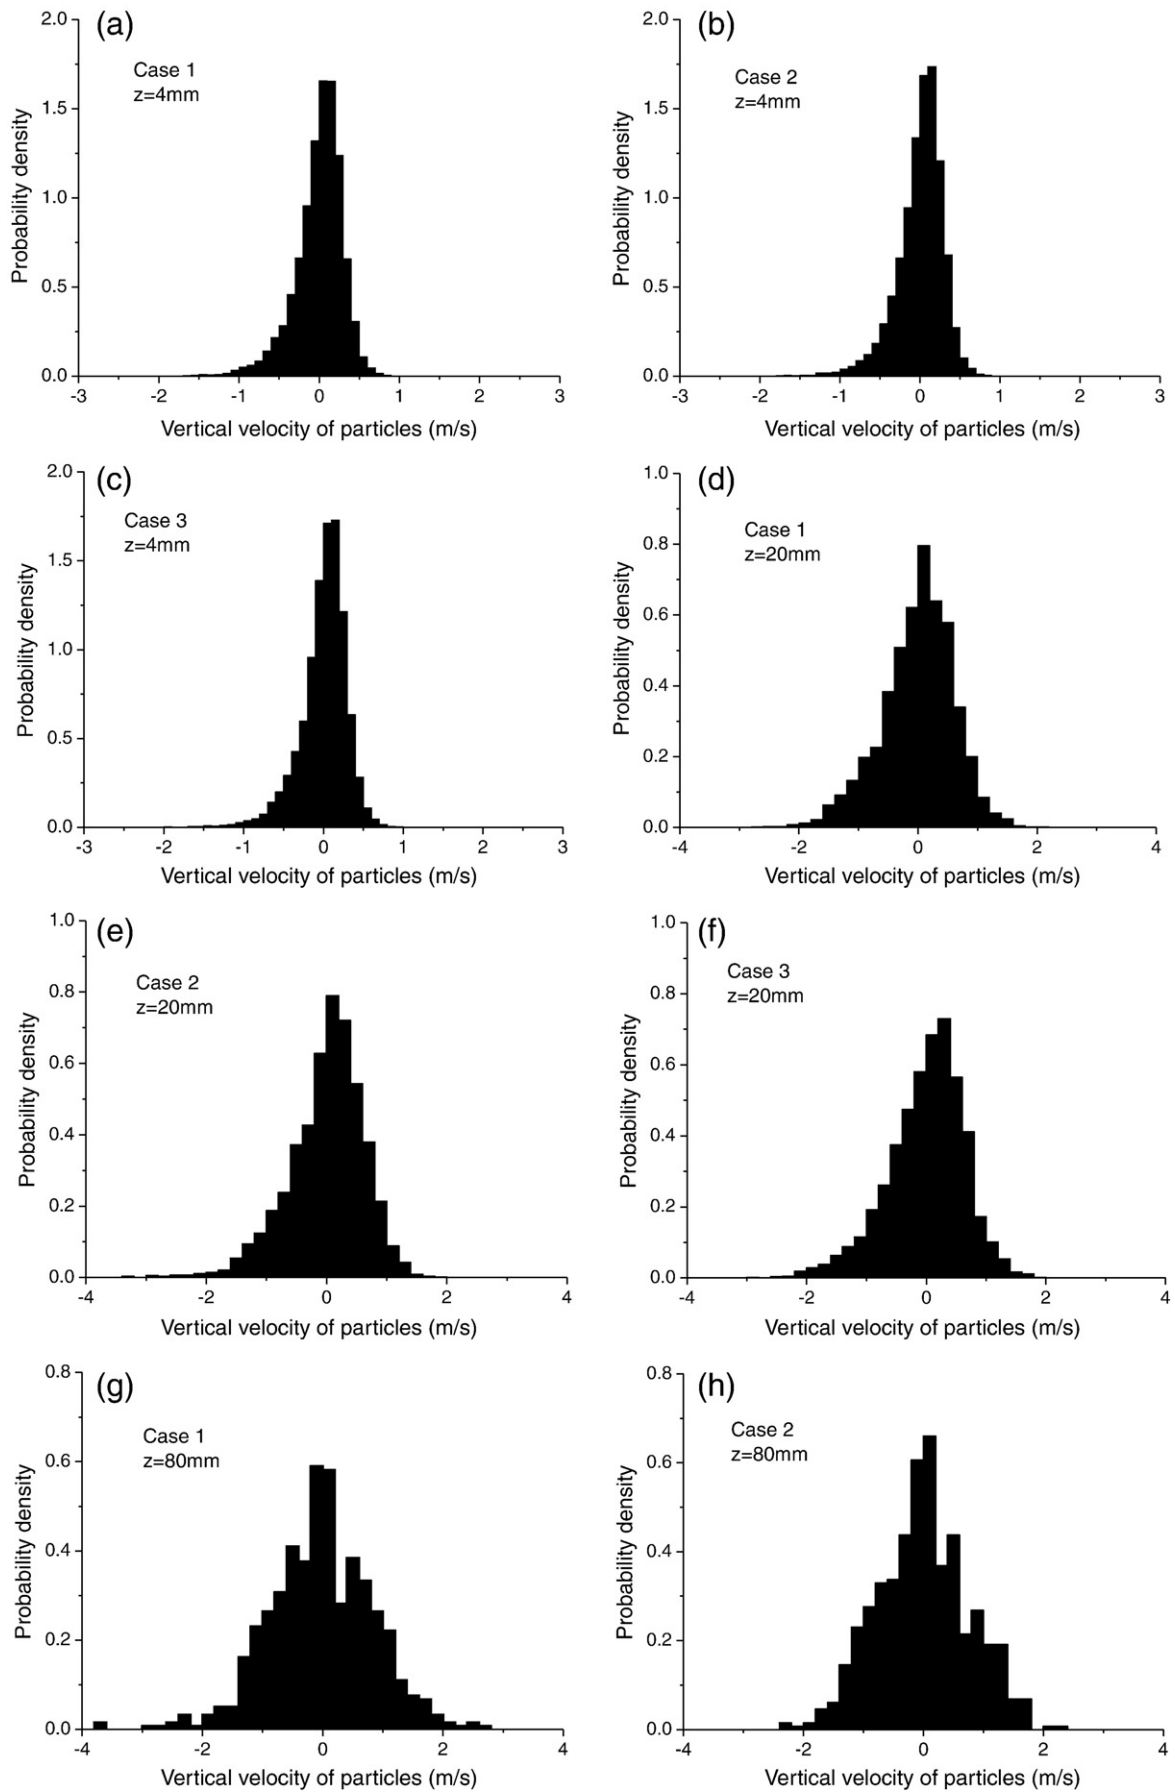 (a)
Case 1
z=4mm
2.0
1.5
1.0
0.5
0.0
Probability density
-3 -2 -1 0 1 2 3
Vertical velocity of particles (m/s)
(b)
Case 2
z=4mm
2.0
1.5
1.0
0.5
0.0
Probability density
-3 -2 -1 0 1 2 3
Vertical velocity of particles (m/s)
(c)
Case 3
z=4mm
2.0
1.5
1.0
0.5
0.0
Probability density
-3 -2 -1 0 1 2 3
Vertical velocity of particles (m/s)
(d)
Case 1
z=20mm
1.0
0.8
0.6
0.4
0.2
0.0
Probability density
-4 -2 0 2 4
Vertical velocity of particles (m/s)
(e)
Case 2
z=20mm
1.0
0.8
0.6
0.4
0.2
0.0
Probability density
-4 -2 0 2 4
Vertical velocity of particles (m/s)
(f)
Case 3
z=20mm
1.0
0.8
0.6
0.4
0.2
0.0
Probability density
-4 -2 0 2 4
Vertical velocity of particles (m/s)
(g)
Case 1
z=80mm
0.8
0.6
0.4
0.2
0.0
Probability density
-4 -2 0 2 4
Vertical velocity of particles (m/s)
(h)
Case 2
z=80mm
0.8
0.6
0.4
0.2
0.0
Probability density
-4 -2 0 2 4
Vertical velocity of particles (m/s)